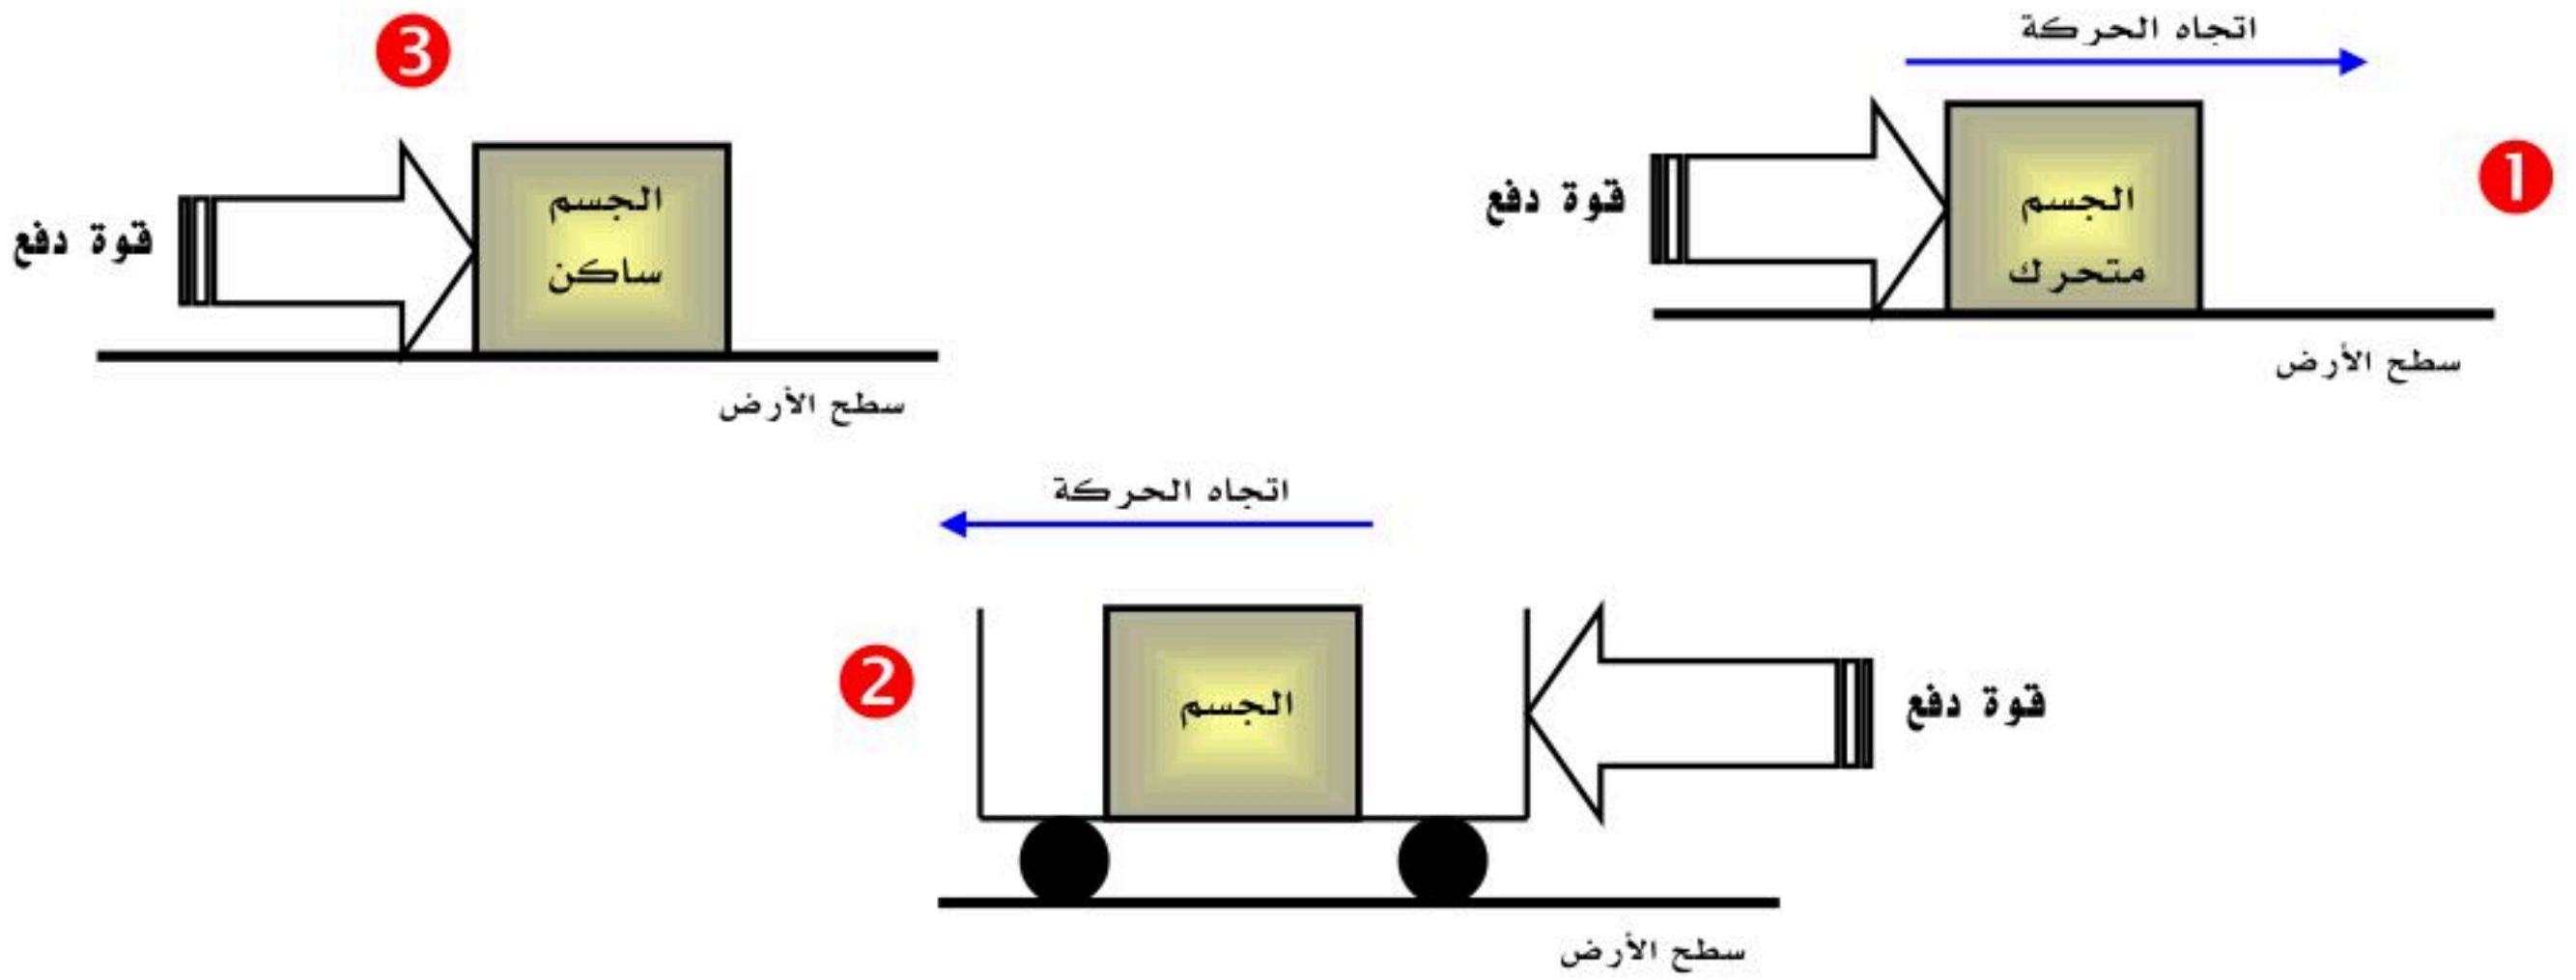 اتجاه الحركة
1
قوة دفع
الجسم
متحرك
سطح الأرض
3
قوة دفع
الجسم
ساكن
سطح الأرض
اتجاه الحركة
2
الجسم
قوة دفع
سطح الأرض